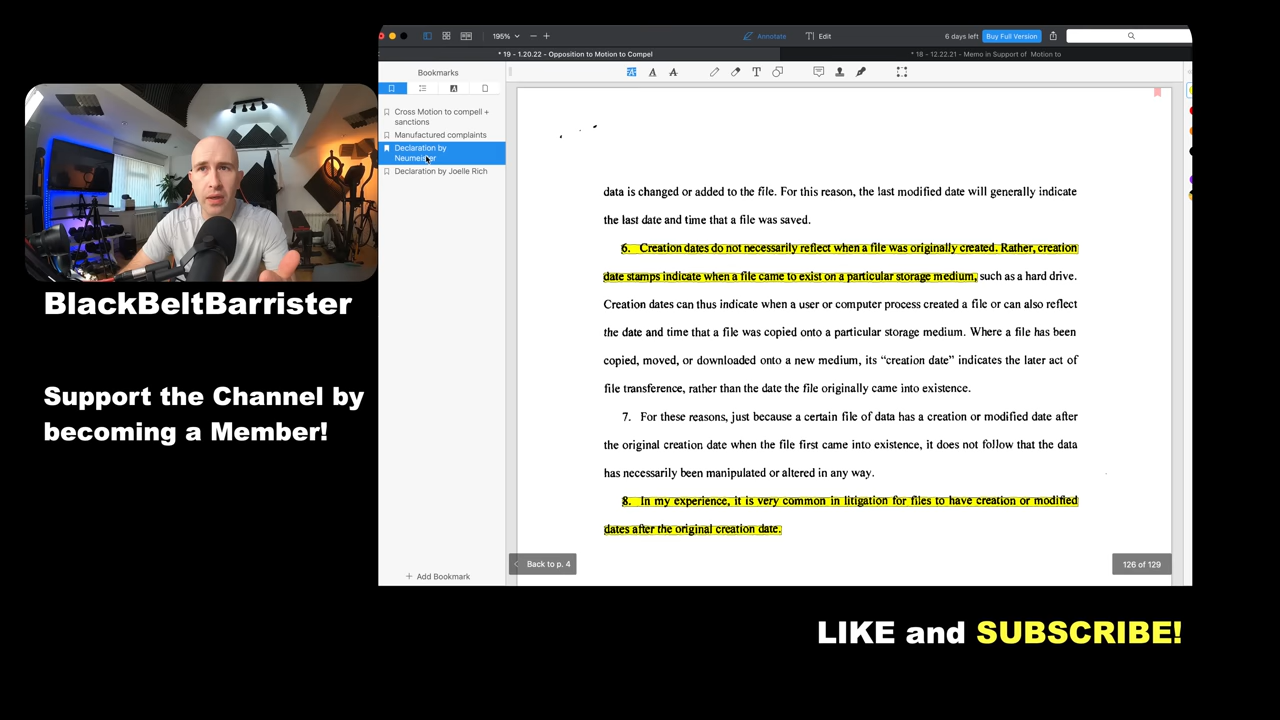 195%
Annotate
Edit
6 days left
Buy Full Version
* 19 - 1.20.22 - Opposition to Motion to Compel
* 18 - 12.22.21 - Memo in Support of Motion to
Bookmarks
Cross Motion to compell +
sanctions
Manufactured complaints
Declaration by
Neumeister
Declaration by Joelle Rich
Add Bookmark
data is changed or added to the file. For this reason, the last modified date will generally indicate
the last date and time that a file was saved.
6. Creation dates do not necessarily reflect when a file was originally created. Rather, creation
date stamps indicate when a file came to exist on a particular storage medium, such as a hard drive.
Creation dates can thus indicate when a user or computer process created a file or can also reflect
the date and time that a file was copied onto a particular storage medium. Where a file has been
copied, moved, or downloaded onto a new medium, its “creation date” indicates the later act of
file transference, rather than the date the file originally came into existence.
7. For these reasons, just because a certain file of data has a creation or modified date after
the original creation date when the file first came into existence, it does not follow that the data
has necessarily been manipulated or altered in any way.
8. In my experience, it is very common in litigation for files to have creation or modified
dates after the original creation date.
Back to p. 4
126 of 129
BlackBeltBarrister
Support the Channel by
becoming a Member!
LIKE and SUBSCRIBE!